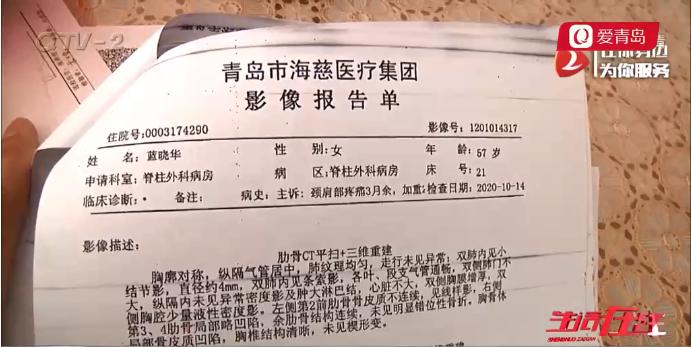 QTV-2
爱青岛
在你身边
为你服务
青岛市海慈医疗集团
影像报告单
住院号:0003174290 影像号:1201014317
姓名:蓝晓华 性别:女 年龄:57岁
申请科室:脊柱外科病房 病区:脊柱外科病房 床号:21
临床诊断:• 备注: 病史:主诉:颈肩部疼痛3月余,加重 检查日期:2020-10-14
影像描述:
肋骨CT平扫+三维重建
胸廓对称,纵隔气管居中,肺纹理均匀,走行未见异常;双肺内见小
结节影,直径约4mm,双肺内见条索影,各叶、段支气管通畅,双侧肺门不
大,纵隔内未见异常密度影及肿大淋巴结,心脏不大,双侧胸膜增厚,双
侧胸腔少量液性密度影。左侧第2前肋骨骨皮质不连续,见线样影,右侧
第3、4肋骨局部略凹陷,余肋骨结构连续,未见明显错位性骨折。胸骨体
局部骨皮质凹陷,胸椎结构清晰,未见楔形变。
生活在线
SHENGHUO ZAIXIAN